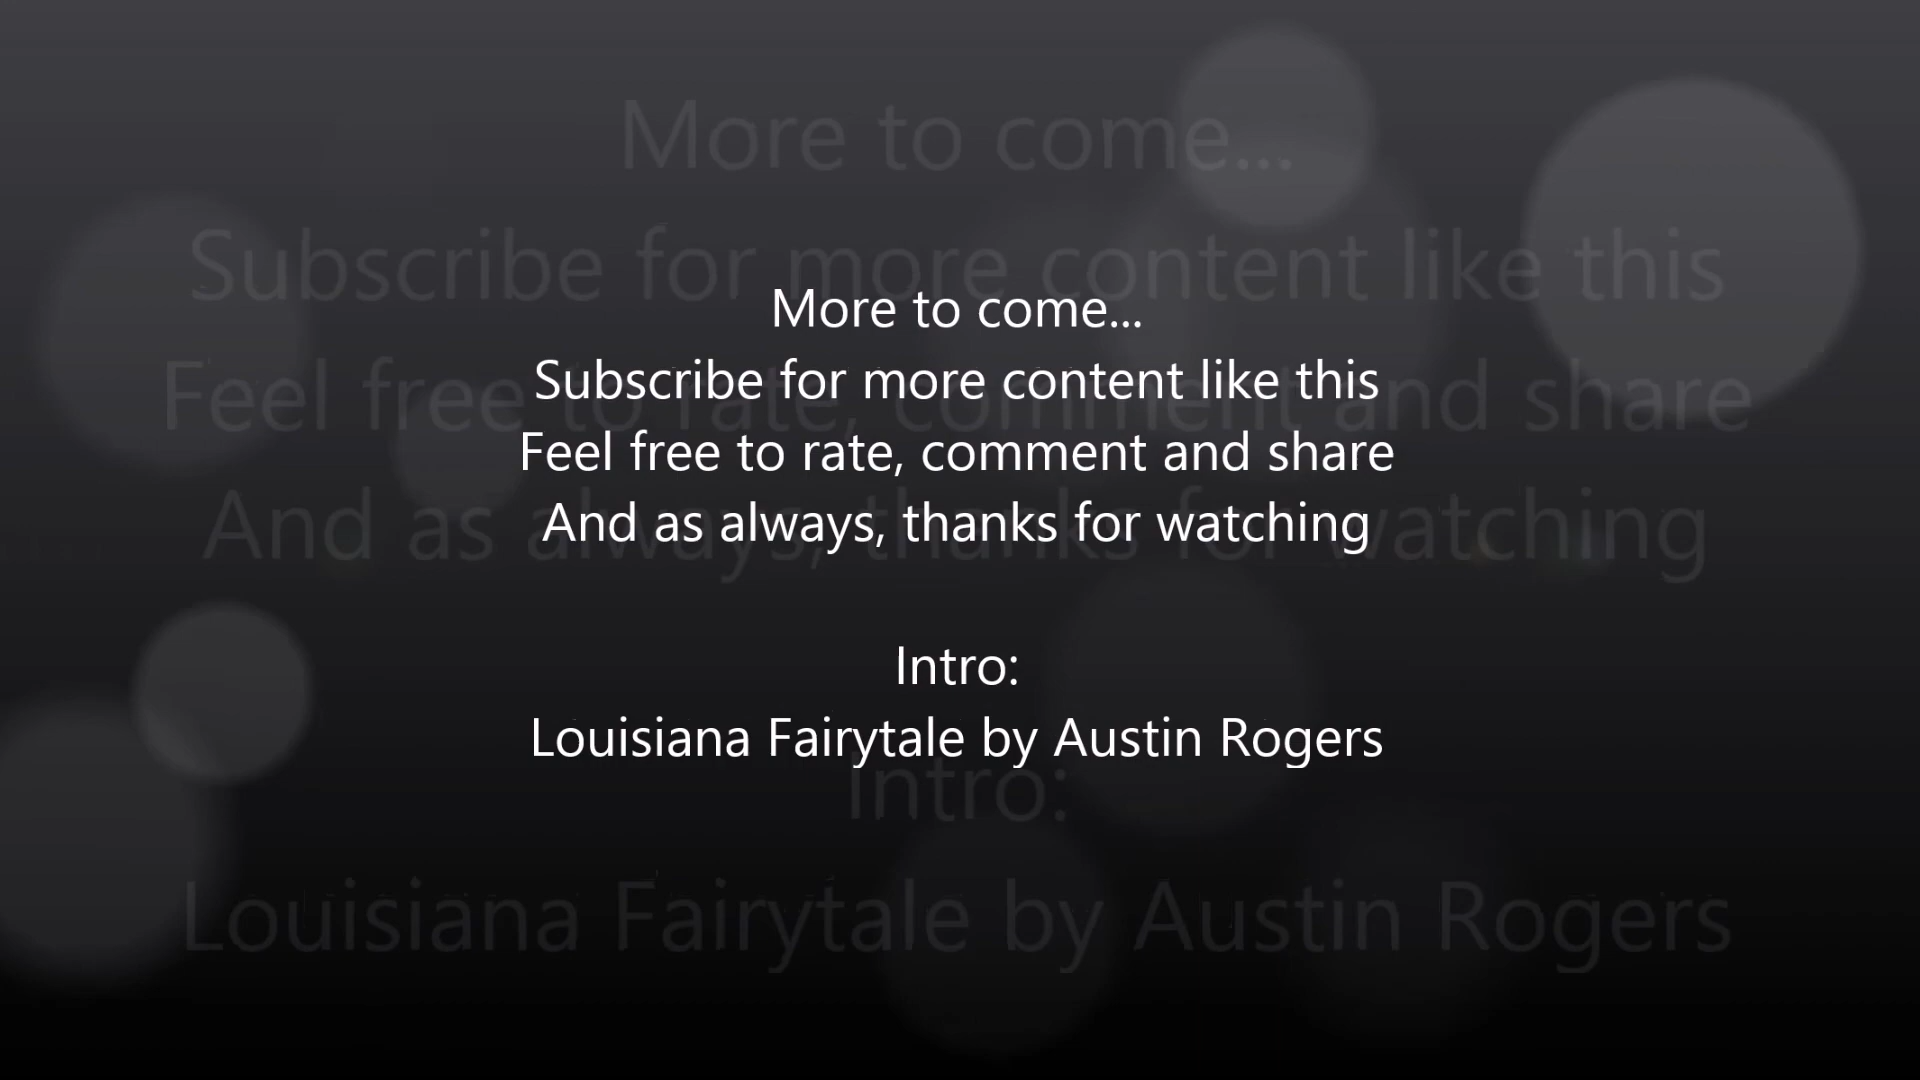 More to come...
Subscribe for more content like this
Feel free to rate, comment and share
And as always, thanks for watching
Intro:
Louisiana Fairytale by Austin Rogers